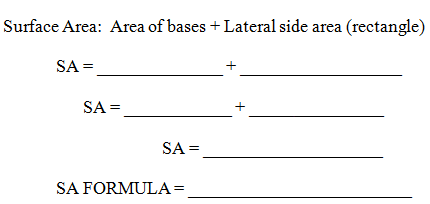 Surface Area: Area of bases + Lateral side area (rectangle)
SA = ______________ + __________________
SA = ____________ + _______________
SA = ____________________
SA FORMULA = _________________________